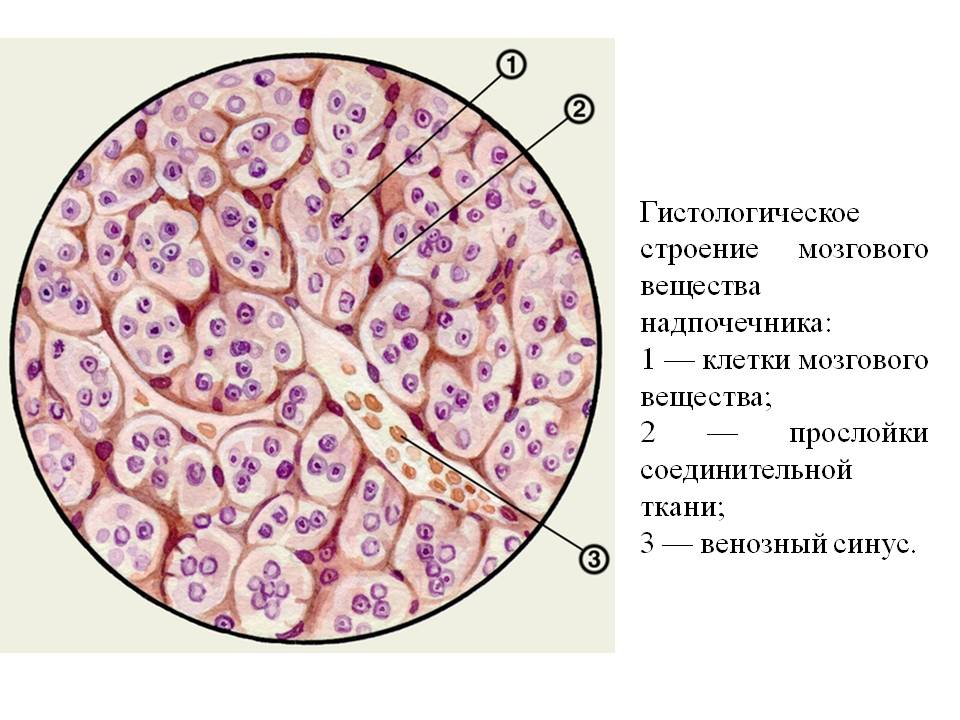 1
2
3
Гистологическое
строение мозгового
вещества
надпочечника:
1 — клетки мозгового
вещества;
2 — прослойки
соединительной
ткани;
3 — венозный синус.